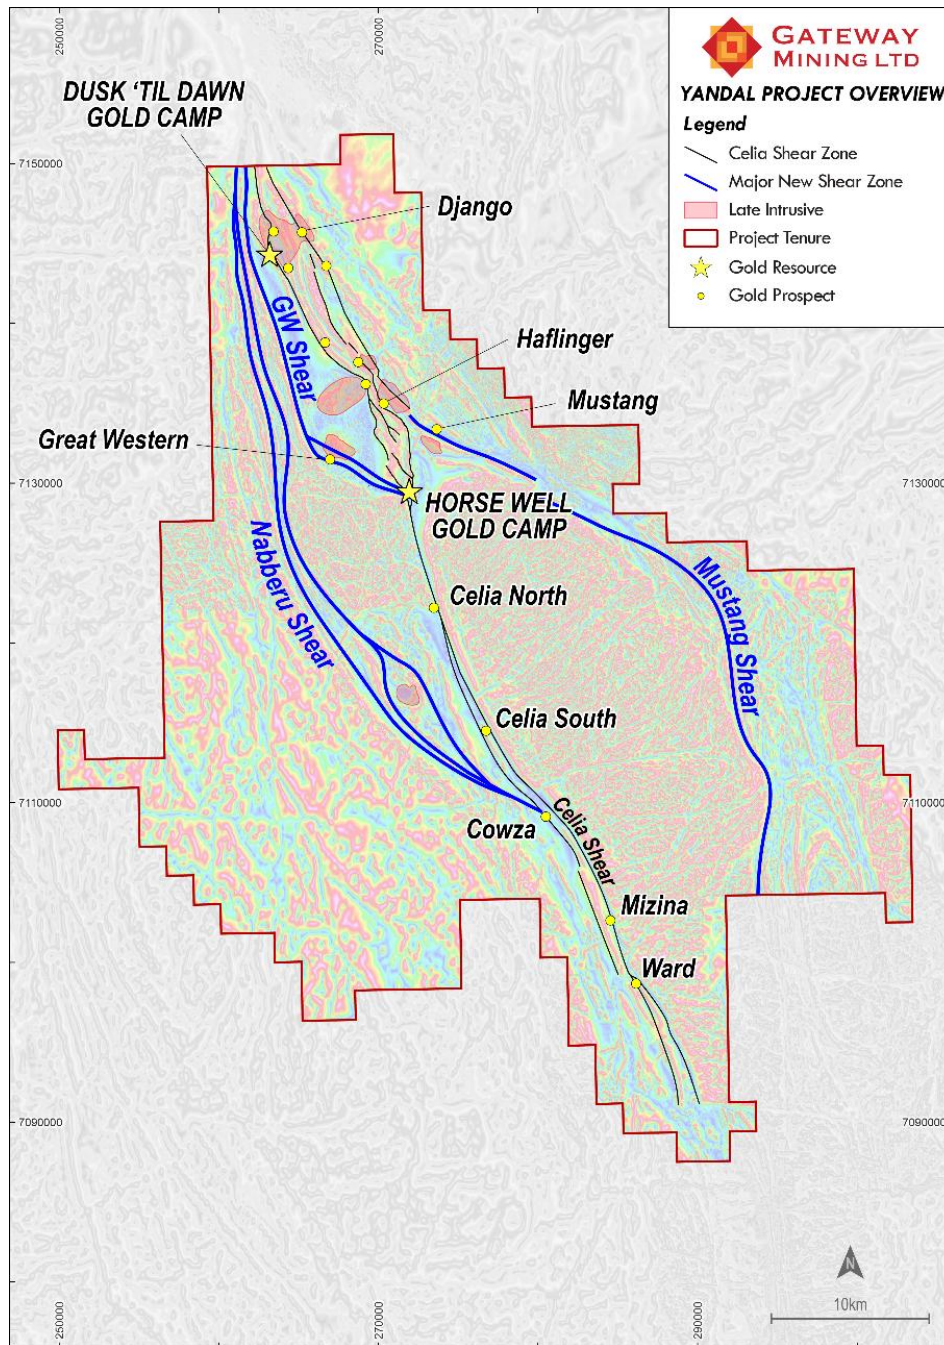 250000
270000
GATEWAY
MINING LTD
YANDAL PROJECT OVERVIEW
Legend
Celia Shear Zone
Major New Shear Zone
Late Intrusive
Project Tenure
Gold Resource
Gold Prospect
DUSK ‘TIL DAWN
GOLD CAMP
7150000
Django
GW Shear
Haflinger
Mustang
Great Western
7130000
7130000
HORSE WELL
GOLD CAMP
Nabberu Shear
Mustang Shear
Celia North
Celia South
7110000
7110000
Cowza
Celia Shear
Mizina
Ward
7090000
7090000
N
10km
250000
270000
290000